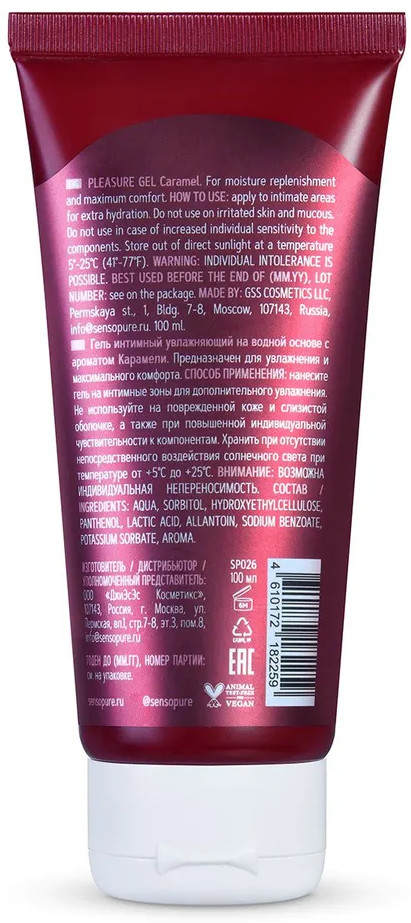 PLEASURE GEL Caramel. For moisture replenishment
and maximum comfort. HOW TO USE: apply to intimate areas
for extra hydration. Do not use on irritated skin and mucous.
Do not use in case of increased individual sensitivity to the
components. Store out of direct sunlight at a temperature
5°-25°C (41°-77°F). WARNING: INDIVIDUAL INTOLERANCE IS
POSSIBLE. BEST USED BEFORE THE END OF (MM.YY), LOT
NUMBER: see on the package. MADE BY: GSS COSMETICS LLC,
Permskaya st., 1, Bldg. 7-8, Moscow, 107143, Russia,
info@sensopure.ru. 100 ml.
Гель интимный увлажняющий на водной основе с
ароматом Карамели. Предназначен для увлажнения и
максимального комфорта. СПОСОБ ПРИМЕНЕНИЯ: нанесите
гель на интимные зоны для дополнительного увлажнения.
Не используйте на поврежденной коже и слизистой
оболочке, а также при повышенной индивидуальной
чувствительности к компонентам. Хранить при отсутствии
непосредственного воздействия солнечного света при
температуре от +5°C до +25°C. ВНИМАНИЕ: ВОЗМОЖНА
ИНДИВИДУАЛЬНАЯ НЕПЕРЕНОСИМОСТЬ. СОСТАВ /
INGREDIENTS: AQUA, SORBITOL, HYDROXYETHYLCELLULOSE,
PANTHENOL, LACTIC ACID, ALLANTOIN, SODIUM BENZOATE,
POTASSIUM SORBATE, AROMA.
ИЗГОТОВИТЕЛЬ / ДИСТРИБЬЮТОР /
УПОЛНОМОЧЕННЫЙ ПРЕДСТАВИТЕЛЬ:
ООО «ДжиЭсЭс Косметикс»,
107143, Россия, г. Москва, ул.
Пермская, вл.1, стр.7-8, эт.3, пом.8,
info@sensopure.ru
ГОДЕН ДО (ММ.ГГ), НОМЕР ПАРТИИ:
см. на упаковке.
sensopure.ru @sensopure
SP026
100 мл
6M
EAC
ANIMAL
TEST-FREE
VEGAN
4 610172 182259